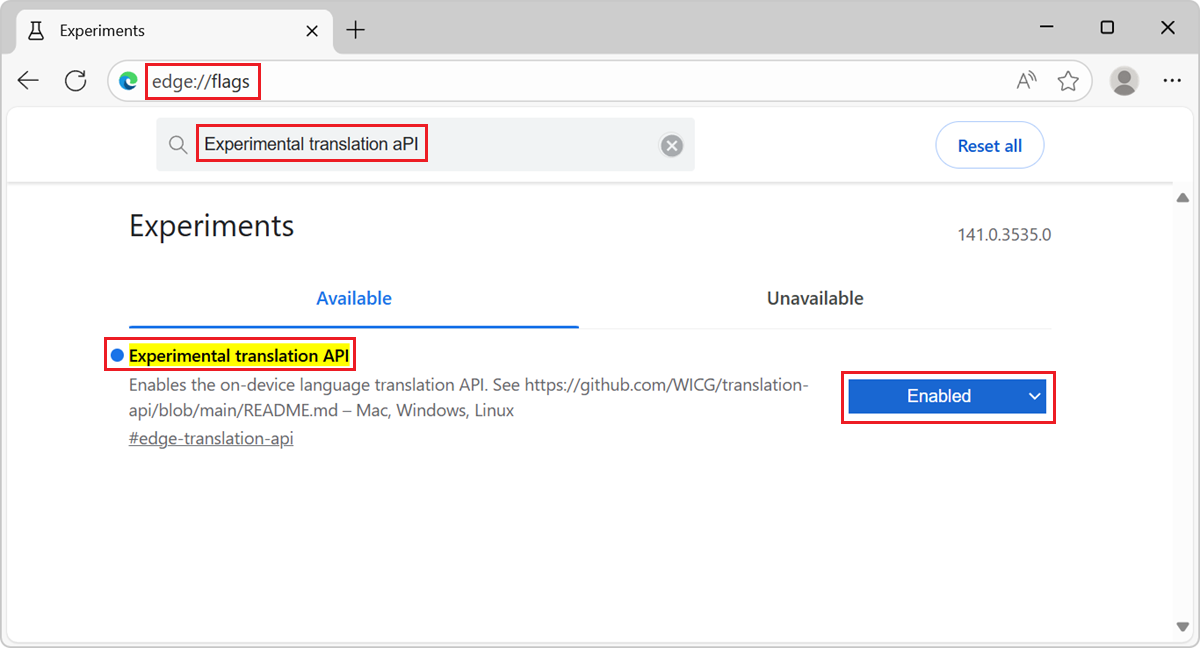 Experiments
edge://flags
Experimental translation aPI
Reset all
Experiments
141.0.3535.0
Available
Unavailable
Experimental translation API
Enables the on-device language translation API. See https://github.com/WICG/translation-
api/blob/main/README.md – Mac, Windows, Linux
Enabled
#edge-translation-api